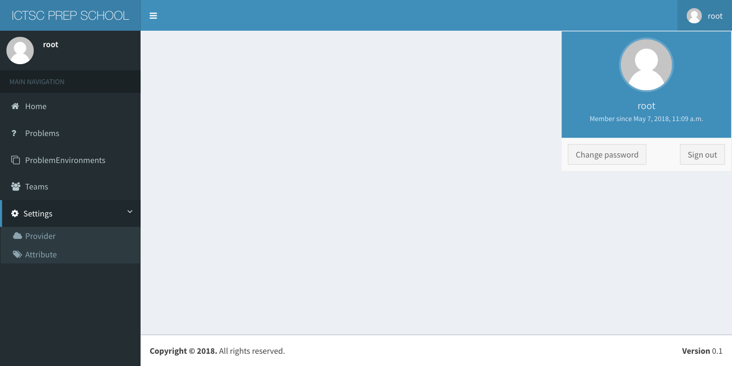 ICTSC PREP SCHOOL
root
root
MAIN NAVIGATION
Home
Problems
ProblemEnvironments
Teams
Settings
Provider
Attribute
root
Member since May 7, 2018, 11:09 a.m.
Change password
Sign out
Copyright © 2018. All rights reserved.
Version 0.1